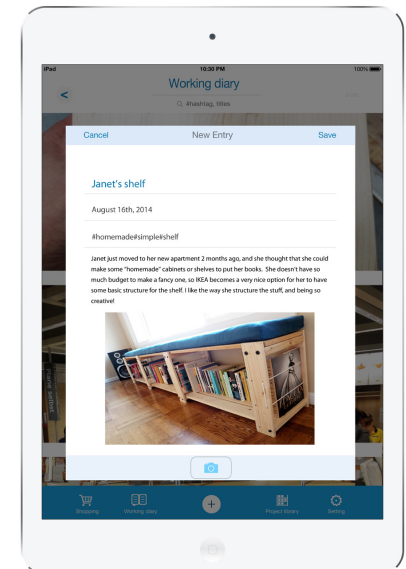 iPad
10:30 PM
100%
Working diary
#hashtag, titles
Cancel
New Entry
Save
Janet's shelf
August 16th, 2014
#homemade#simple#shelf
Janet just moved to her new apartment 2 months ago, and she thought that she could
make some "homemade" cabinets or shelves to put her books. She doesn't have so
much budget to make a fancy one, so IKEA becomes a very nice option for her to have
some basic structure for the shelf. I like the way she structure the stuff, and being so
creative!
Shopping
Working diary
Project library
Setting